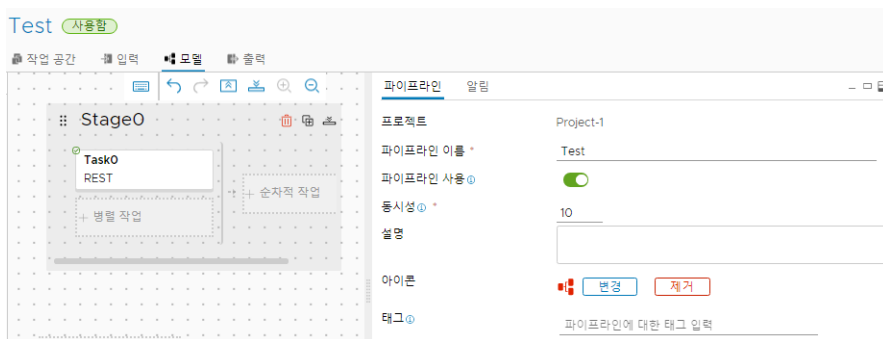 Test 사용함
작업 공간 입력 모델 출력
파이프라인 알림
Stage0
Task0
REST
+ 순차적 작업
+ 병렬 작업
프로젝트 Project-1
파이프라인 이름 * Test
파이프라인 사용
동시성 * 10
설명
아이콘 변경 제거
태그 파이프라인에 대한 태그 입력